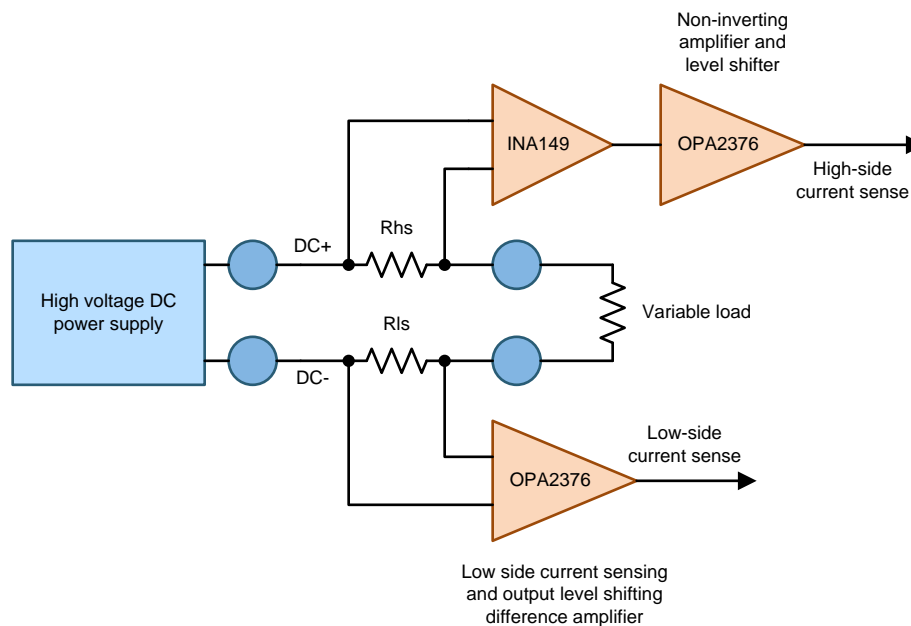 Non-inverting
amplifier and
level shifter
INA149
OPA2376
High-side
current sense
DC+
Rhs
High voltage DC
power supply
Variable load
Rls
DC-
Low-side
current sense
OPA2376
Low side current sensing
and output level shifting
difference amplifier